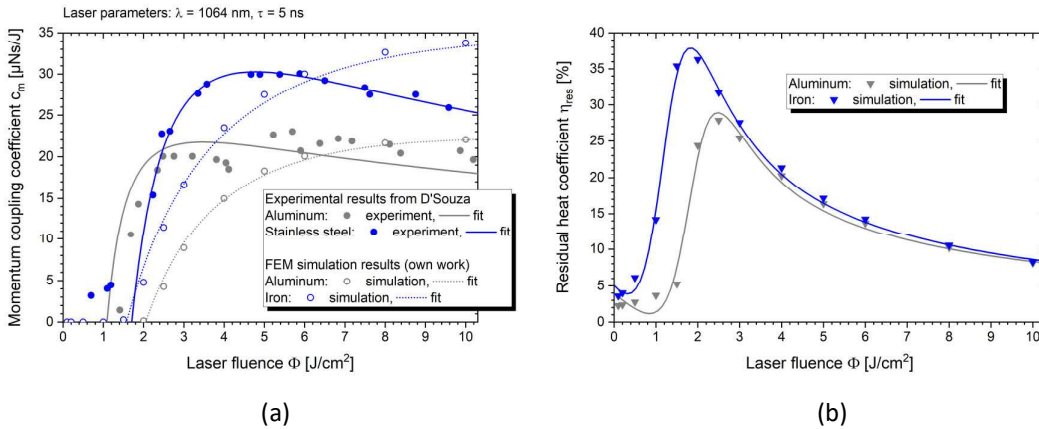 Laser parameters: λ = 1064 nm, τ = 5 ns
Momentum coupling coefficient cm [µNs/J]
40
35
30
25
20
15
10
5
0
Experimental results from D'Souza
Aluminum: experiment, fit
Stainless steel: experiment, fit
FEM simulation results (own work)
Aluminum: simulation, fit
Iron: simulation, fit
0 1 2 3 4 5 6 7 8 9 10
Laser fluence Φ [J/cm²]
(a)
Residual heat coefficient ηres [%]
40
35
30
25
20
15
10
5
0
Aluminum: simulation, fit
Iron: simulation, fit
0 1 2 3 4 5 6 7 8 9 10
Laser fluence Φ [J/cm²]
(b)